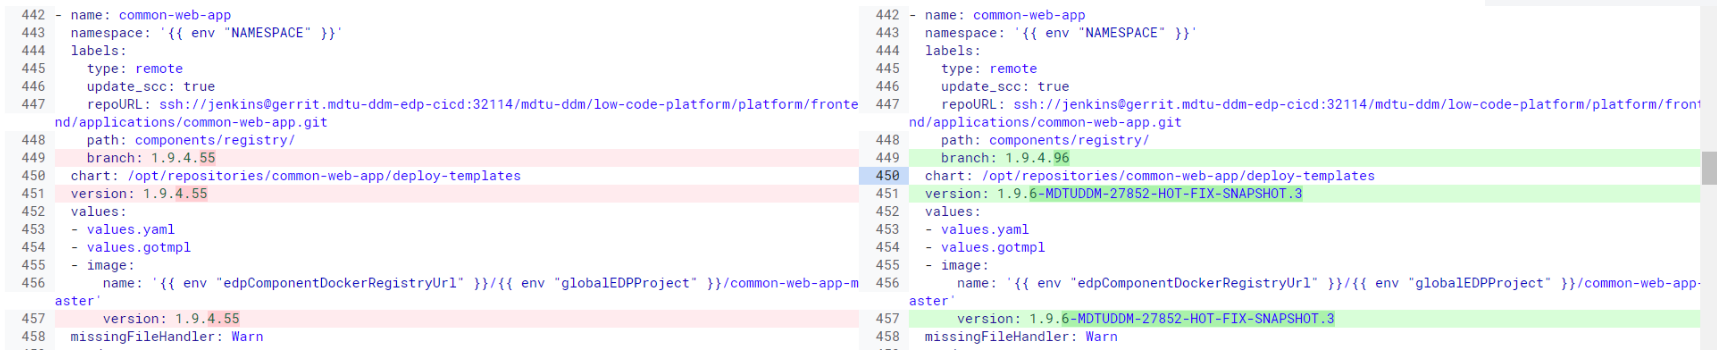 442 - name: common-web-app
443   namespace: '{{ env "NAMESPACE" }}'
444   labels:
445     type: remote
446     update_scc: true
447     repoURL: ssh://jenkins@gerrit.mdtu-ddm-edp-cicd:32114/mdtu-ddm/low-code-platform/platform/fronte
nd/applications/common-web-app.git
448     path: components/registry/
449     branch: 1.9.4.55
450   chart: /opt/repositories/common-web-app/deploy-templates
451   version: 1.9.4.55
452   values:
453   - values.yaml
454   - values.gotmpl
455   - image:
456       name: '{{ env "edpComponentDockerRegistryUrl" }}/{{ env "globalEDPProject" }}/common-web-app-m
aster'
457       version: 1.9.4.55
458   missingFileHandler: Warn
442 - name: common-web-app
443   namespace: '{{ env "NAMESPACE" }}'
444   labels:
445     type: remote
446     update_scc: true
447     repoURL: ssh://jenkins@gerrit.mdtu-ddm-edp-cicd:32114/mdtu-ddm/low-code-platform/platform/front
nd/applications/common-web-app.git
448     path: components/registry/
449     branch: 1.9.4.96
450   chart: /opt/repositories/common-web-app/deploy-templates
451   version: 1.9.6-MDTUDDM-27852-HOT-FIX-SNAPSHOT.3
452   values:
453   - values.yaml
454   - values.gotmpl
455   - image:
456       name: '{{ env "edpComponentDockerRegistryUrl" }}/{{ env "globalEDPProject" }}/common-web-app-
aster'
457       version: 1.9.6-MDTUDDM-27852-HOT-FIX-SNAPSHOT.3
458   missingFileHandler: Warn